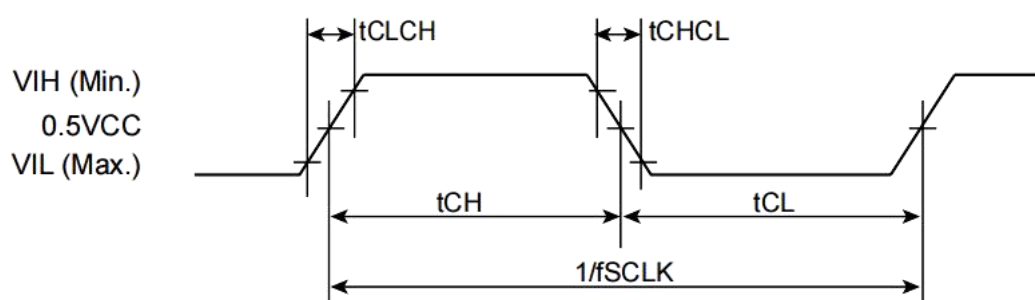 tCLCH
tCHCL
VIH (Min.)
0.5VCC
VIL (Max.)
tCH
tCL
1/fSCLK